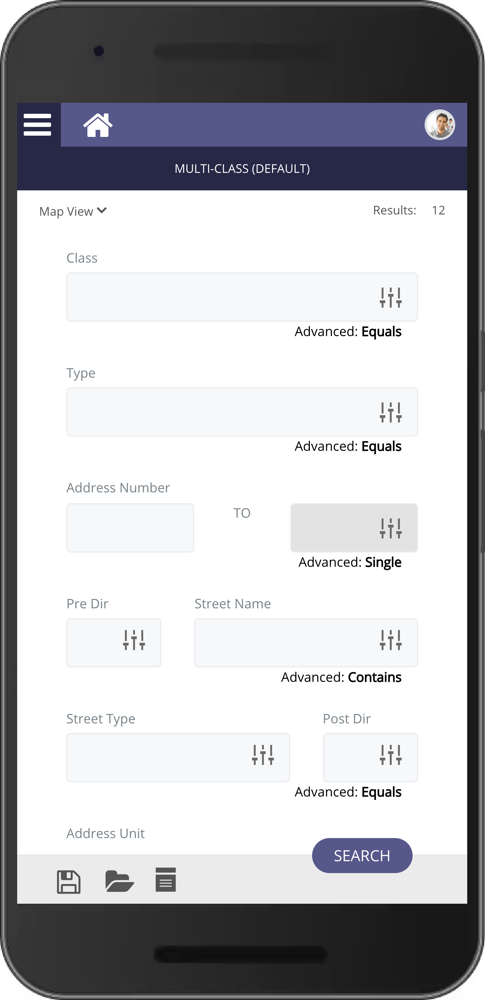 MULTI-CLASS (DEFAULT)
Map View
Results: 12
Class
Advanced: Equals
Type
Advanced: Equals
Address Number
TO
Advanced: Single
Pre Dir
Street Name
Advanced: Contains
Street Type
Post Dir
Advanced: Equals
Address Unit
SEARCH